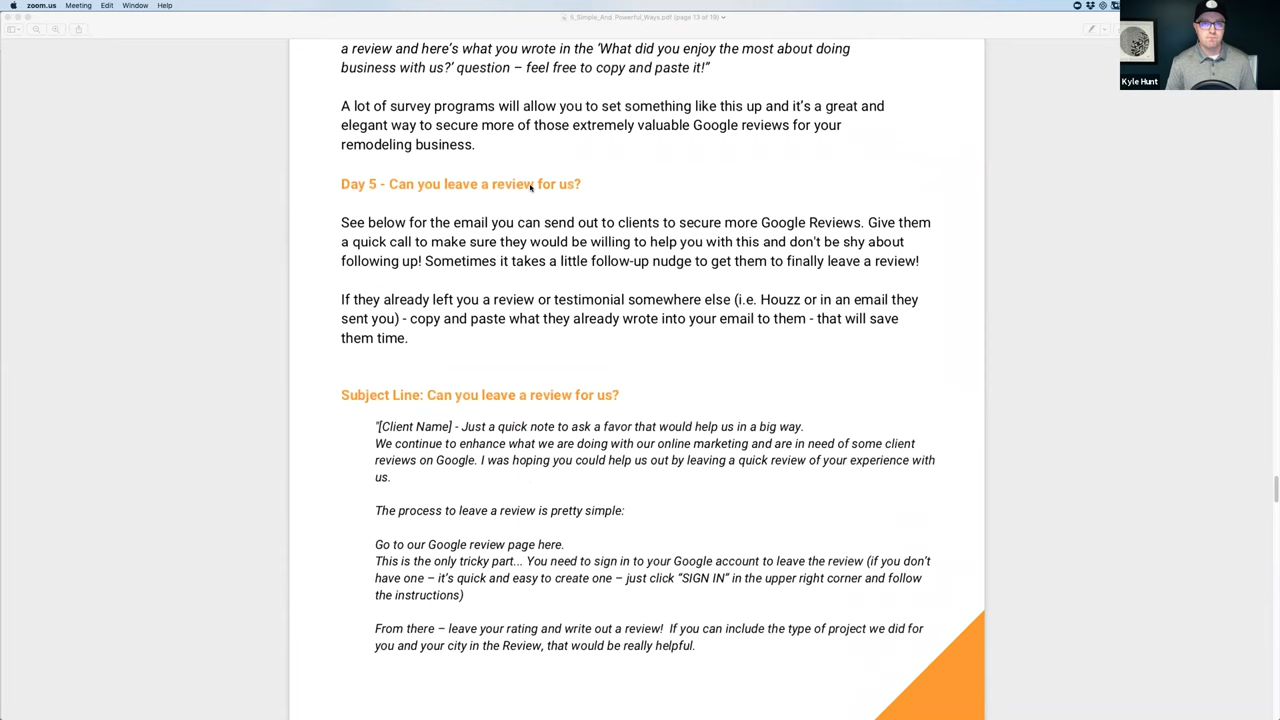 zoom.us Meeting Edit Window Help
5_Simple_And_Powerful_Ways.pdf (page 13 of 19)
Kyle Hunt
a review and here's what you wrote in the 'What did you enjoy the most about doing
business with us?' question – feel free to copy and paste it!"
A lot of survey programs will allow you to set something like this up and it's a great and
elegant way to secure more of those extremely valuable Google reviews for your
remodeling business.
Day 5 - Can you leave a review for us?
See below for the email you can send out to clients to secure more Google Reviews. Give them
a quick call to make sure they would be willing to help you with this and don't be shy about
following up! Sometimes it takes a little follow-up nudge to get them to finally leave a review!
If they already left you a review or testimonial somewhere else (i.e. Houzz or in an email they
sent you) - copy and paste what they already wrote into your email to them - that will save
them time.
Subject Line: Can you leave a review for us?
"[Client Name] - Just a quick note to ask a favor that would help us in a big way.
We continue to enhance what we are doing with our online marketing and are in need of some client
reviews on Google. I was hoping you could help us out by leaving a quick review of your experience with
us.
The process to leave a review is pretty simple:
Go to our Google review page here.
This is the only tricky part... You need to sign in to your Google account to leave the review (if you don't
have one – it's quick and easy to create one – just click "SIGN IN" in the upper right corner and follow
the instructions)
From there – leave your rating and write out a review!  If you can include the type of project we did for
you and your city in the Review, that would be really helpful.